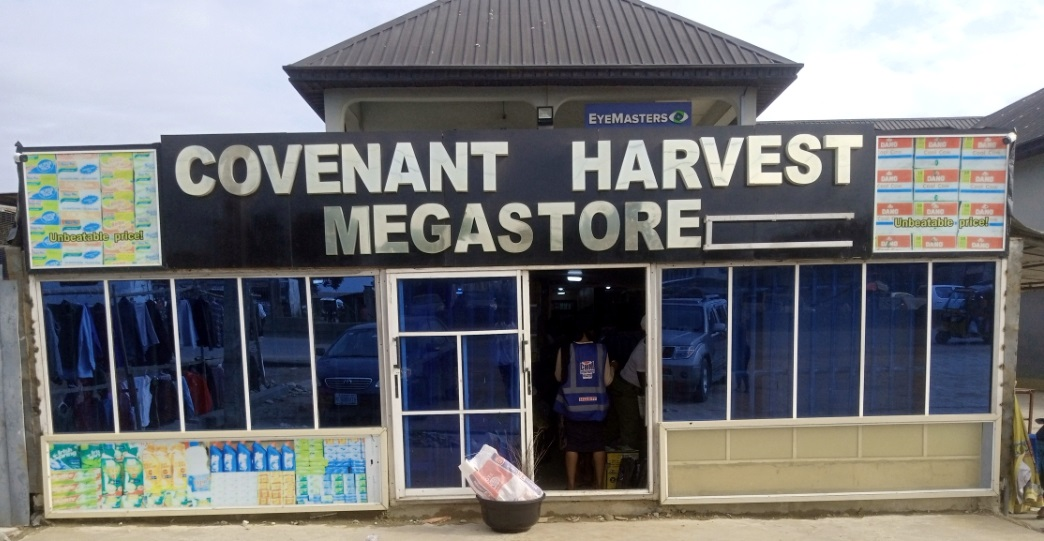 EYEMASTERS
COVENANT HARVEST
MEGASTORE
Unbeatable price!
Unbeatable price!